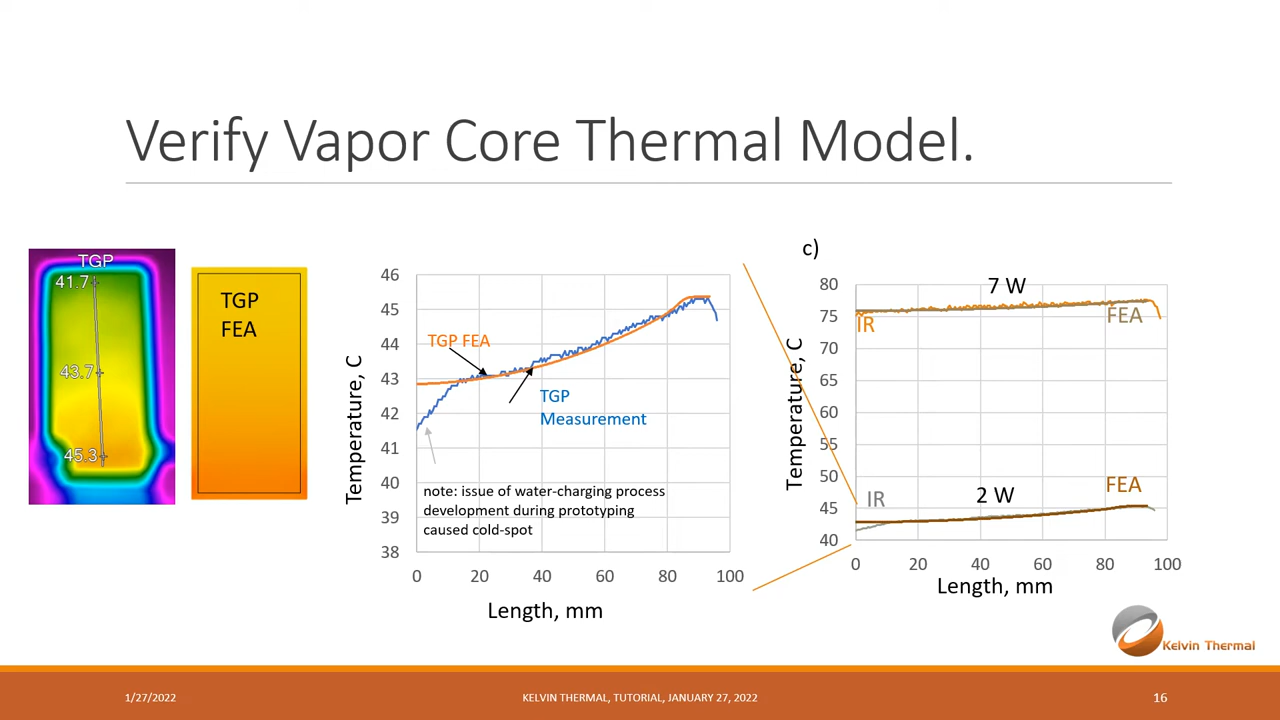 Verify Vapor Core Thermal Model.
TGP
41.7
43.7
45.3
TGP
FEA
Temperature, C
46
45
44
43
42
41
40
39
38
TGP FEA
TGP
Measurement
note: issue of water-charging process
development during prototyping
caused cold-spot
0 20 40 60 80 100
Length, mm
c)
Temperature, C
80
75
70
65
60
55
50
45
40
7 W
IR
FEA
2 W
IR
FEA
0 20 40 60 80 100
Length, mm
Kelvin Thermal
1/27/2022
KELVIN THERMAL, TUTORIAL, JANUARY 27, 2022
16